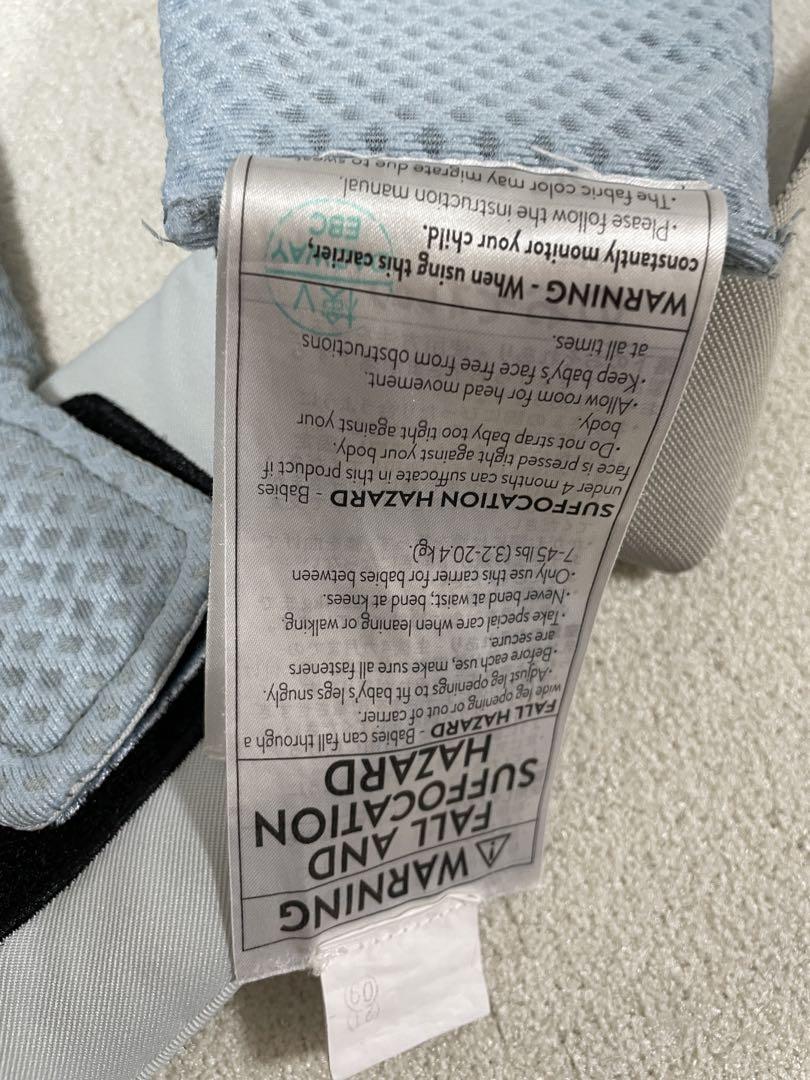 WARNING
FALL AND
SUFFOCATION
HAZARD
FALL HAZARD - Babies can fall through a
wide leg opening or out of carrier.
•Adjust leg openings to fit baby's legs snugly.
•Before each use, make sure all fasteners
are secure.
•Take special care when leaning or walking.
•Never bend at waist; bend at knees.
•Only use this carrier for babies between
7-45 lbs (3.2-20.4 kg).
SUFFOCATION HAZARD - Babies
under 4 months can suffocate in this product if
face is pressed tight against your body.
•Do not strap baby too tight against your
body.
•Allow room for head movement.
•Keep baby's face free from obstructions
at all times.
WARNING - When using this carrier,
constantly monitor your child.
•Please follow the instruction manual.
•The fabric color may migrate due to sweat
検V
WAY
EBC